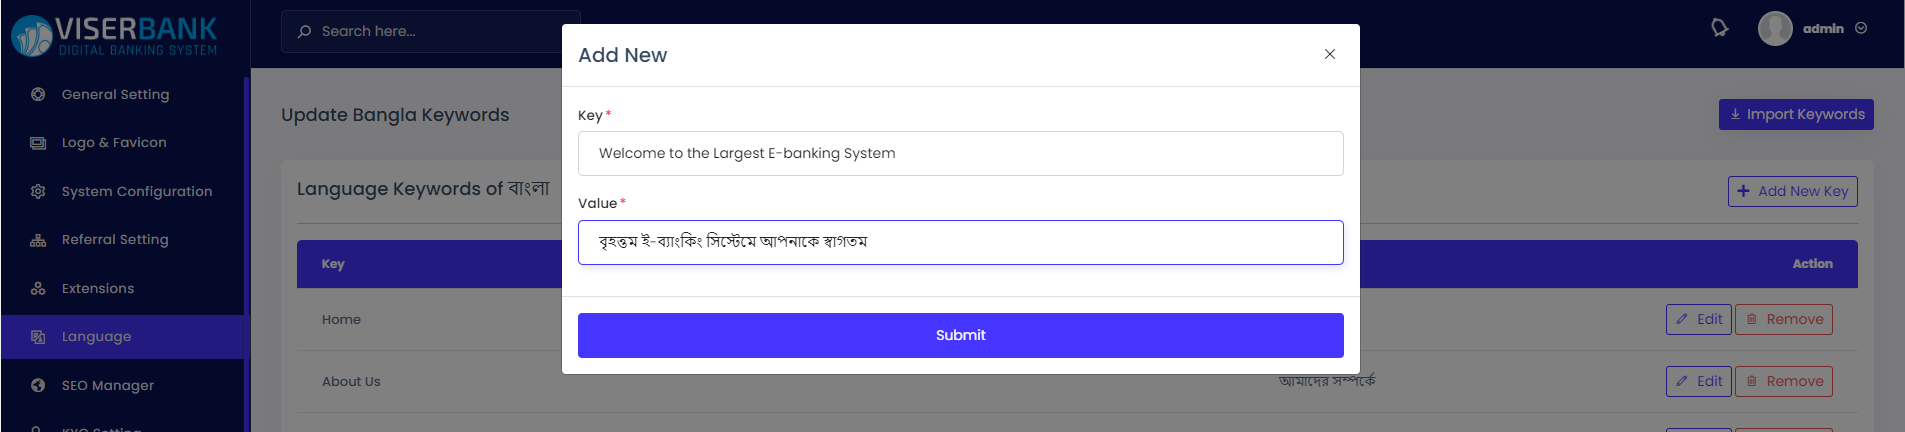 VISERBANK
DIGITAL BANKING SYSTEM
Search here...
admin
General Setting
Logo & Favicon
System Configuration
Referral Setting
Extensions
Language
SEO Manager
Update Bangla Keywords
Import Keywords
Language Keywords of বাংলা
Add New Key
Key
Action
Home
Edit
Remove
About Us
আমাদের সম্পর্কে
Edit
Remove
Add New
Key *
Welcome to the Largest E-banking System
Value *
বৃহত্তম ই-ব্যাংকিং সিস্টেমে আপনাকে স্বাগতম
Submit